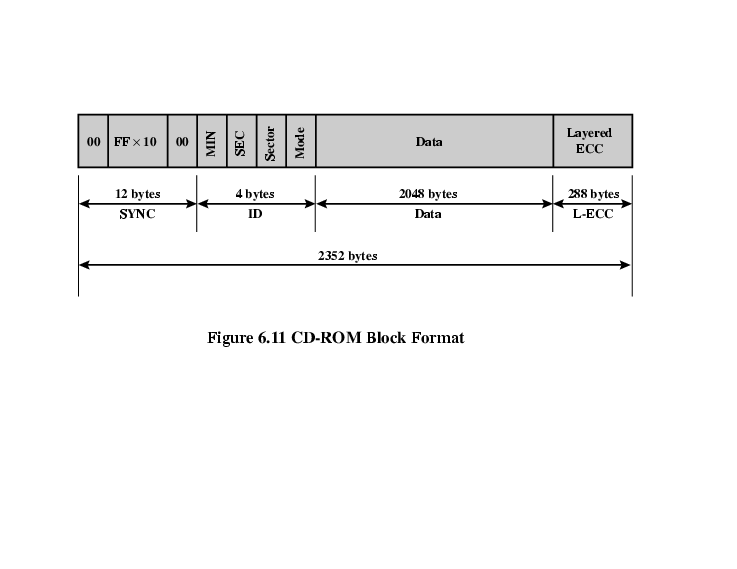 00 FF × 10 00 MIN SEC Sector Mode Data Layered
ECC
12 bytes 4 bytes 2048 bytes 288 bytes
SYNC ID Data L-ECC
2352 bytes
Figure 6.11 CD-ROM Block Format